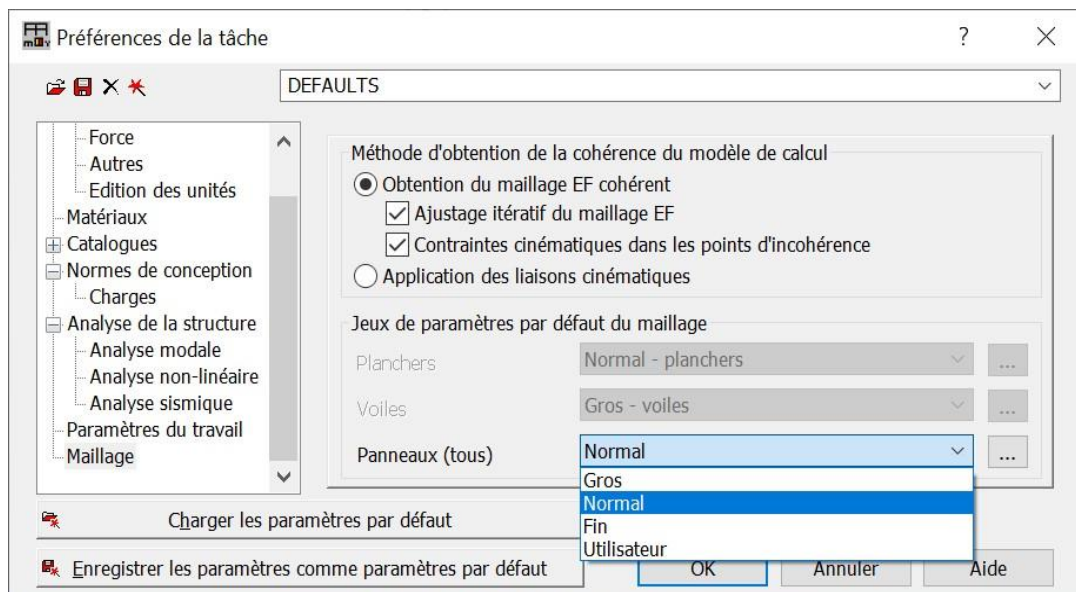 Préférences de la tâche
?
DEFAULTS
Force
Autres
Edition des unités
Matériaux
Catalogues
Normes de conception
Charges
Analyse de la structure
Analyse modale
Analyse non-linéaire
Analyse sismique
Paramètres du travail
Maillage
Méthode d'obtention de la cohérence du modèle de calcul
Obtention du maillage EF cohérent
Ajustage itératif du maillage EF
Contraintes cinématiques dans les points d'incohérence
Application des liaisons cinématiques
Jeux de paramètres par défaut du maillage
Planchers
Normal - planchers
...
Voiles
Gros - voiles
...
Panneaux (tous)
Normal
...
Gros
Normal
Fin
Utilisateur
Charger les paramètres par défaut
Enregistrer les paramètres comme paramètres par défaut
OK
Annuler
Aide